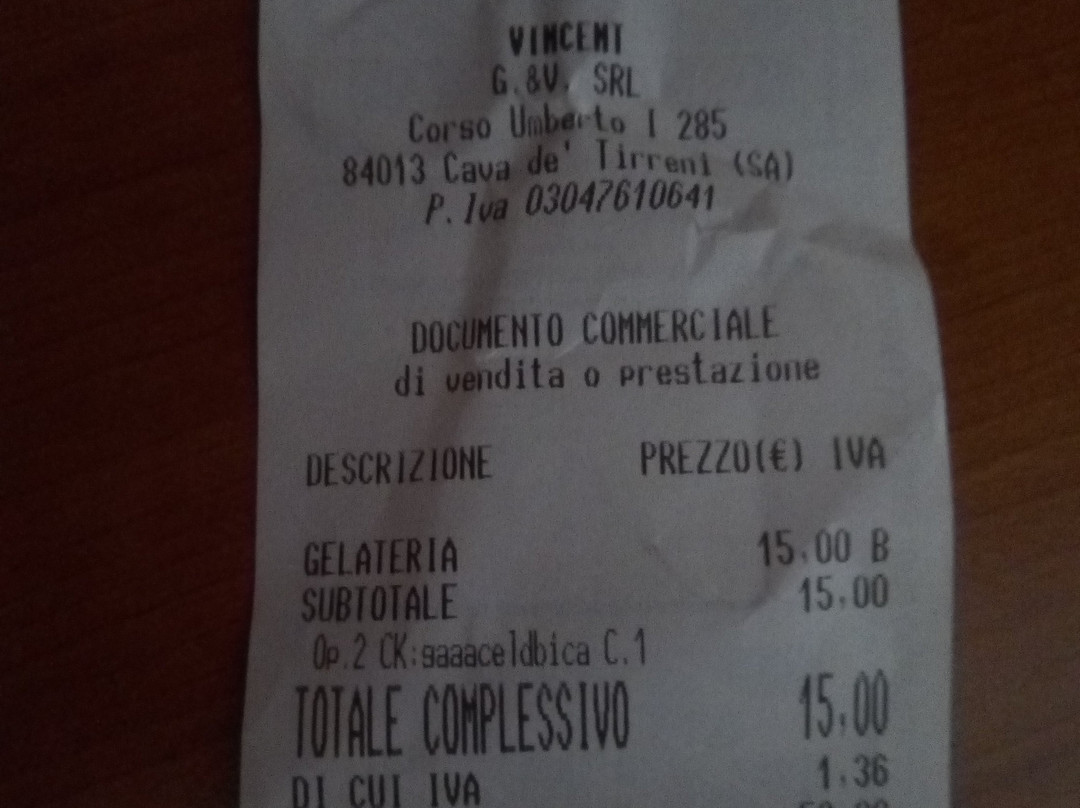 VINCENT
G.&V. SRL
Corso Umberto I 285
84013 Cava de' Tirreni (SA)
P. Iva 03047610641
DOCUMENTO COMMERCIALE
di vendita o prestazione
DESCRIZIONE PREZZO(€) IVA
GELATERIA 15,00 B
SUBTOTALE 15,00
Op.2 CK:gaaaceldbica C.1
TOTALE COMPLESSIVO 15,00
DI CUI IVA 1,36